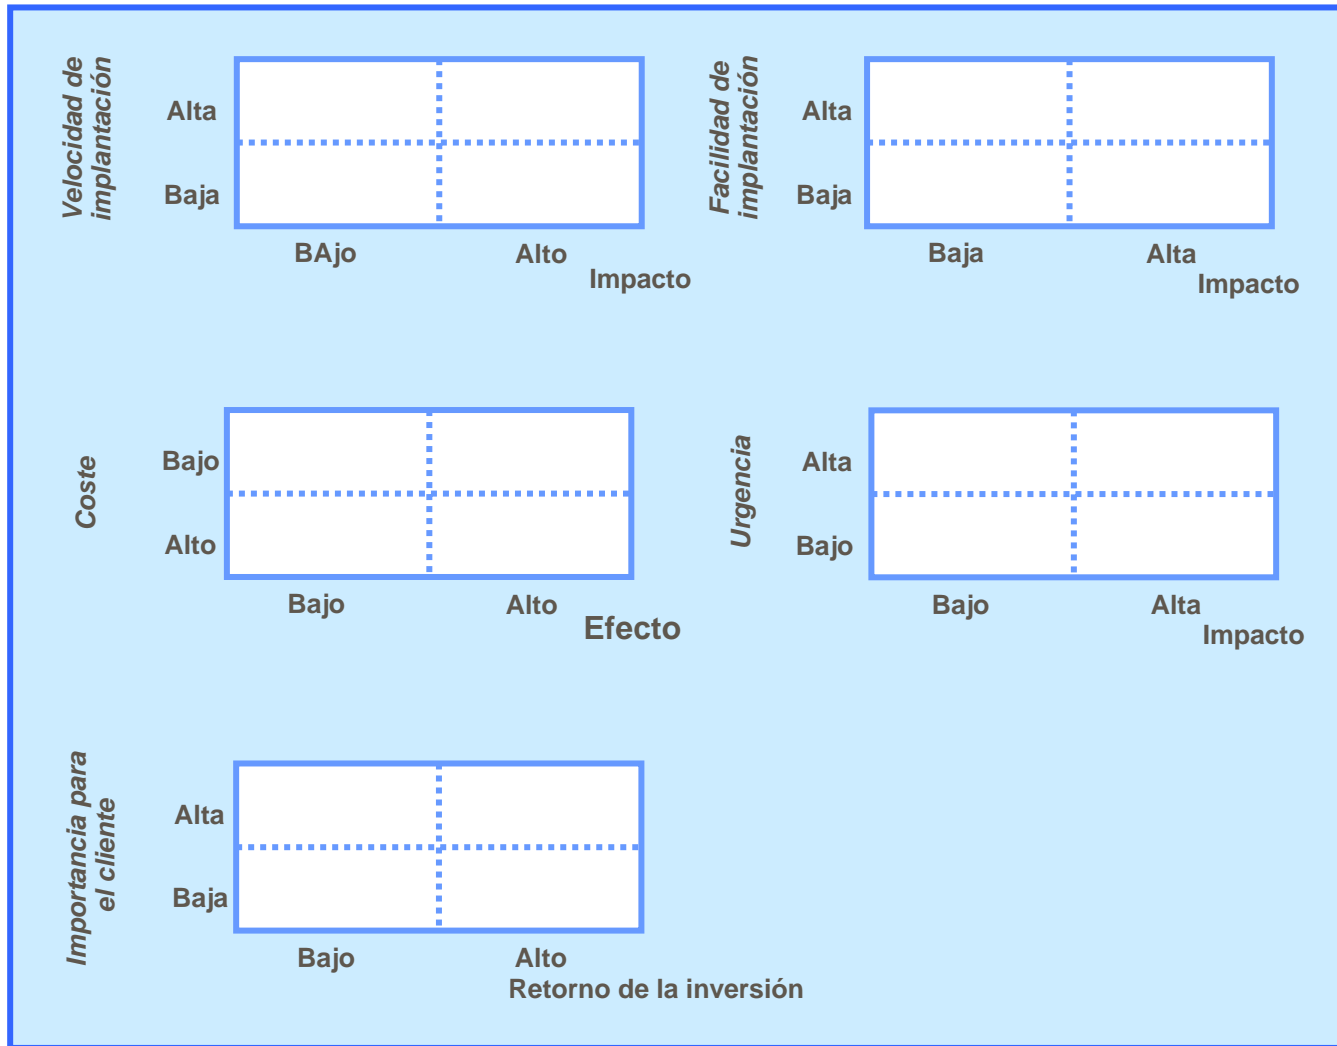 Velocidad de
implantación
Alta
Baja
BAjo
Alto
Impacto
Facilidad de
implantación
Alta
Baja
Baja
Alta
Impacto
Coste
Bajo
Alto
Bajo
Alto
Efecto
Urgencia
Alta
Bajo
Bajo
Alta
Impacto
Importancia para
el cliente
Alta
Baja
Bajo
Alto
Retorno de la inversión